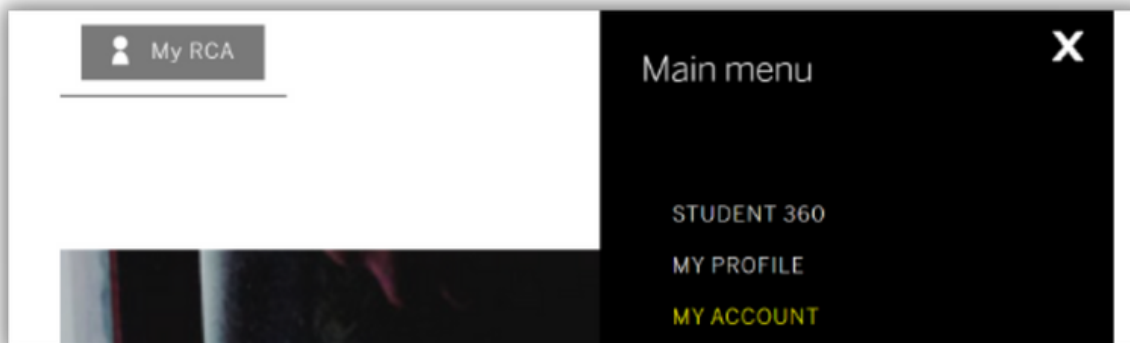 My RCA
Main menu
X
STUDENT 360
MY PROFILE
MY ACCOUNT